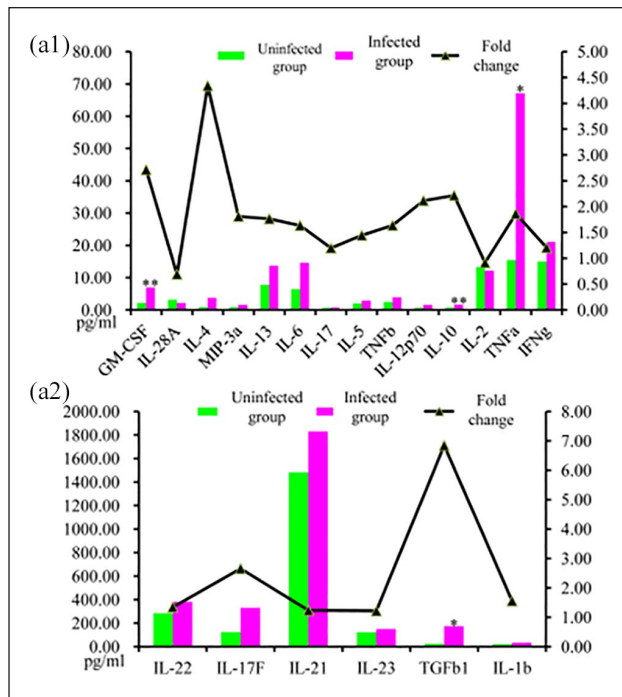 (a1)
Uninfected group Infected group Fold change
80.00 5.00
70.00 4.50
60.00 4.00
50.00 3.50
40.00 3.00
30.00 2.50
20.00 2.00
10.00 1.50
0.00 1.00
0.50
0.00
pg/ml
** ** *
GM-CSF IL-28A IL-4 MIP-3a IL-13 IL-6 IL-17 IL-5 TNFb IL-12p70 IL-10 IL-2 TNFa IFNg
(a2)
Uninfected group Infected group Fold change
2000.00 8.00
1800.00 7.00
1600.00 6.00
1400.00 5.00
1200.00 4.00
1000.00 3.00
800.00 2.00
600.00 1.00
400.00 0.00
200.00
0.00
pg/ml
*
IL-22 IL-17F IL-21 IL-23 TGFb1 IL-1b